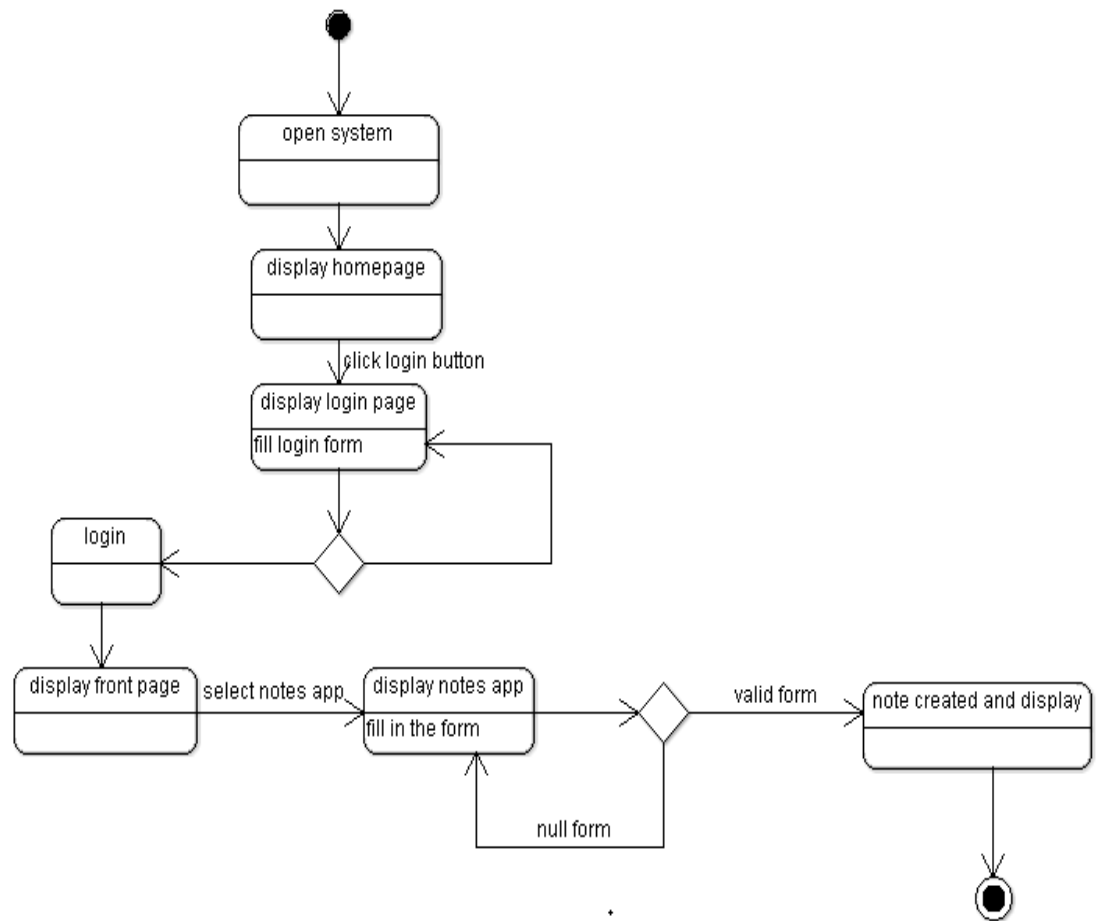 open system
display homepage
click login button
display login page
fill login form
login
display front page
select notes app
display notes app
fill in the form
valid form
note created and display
null form